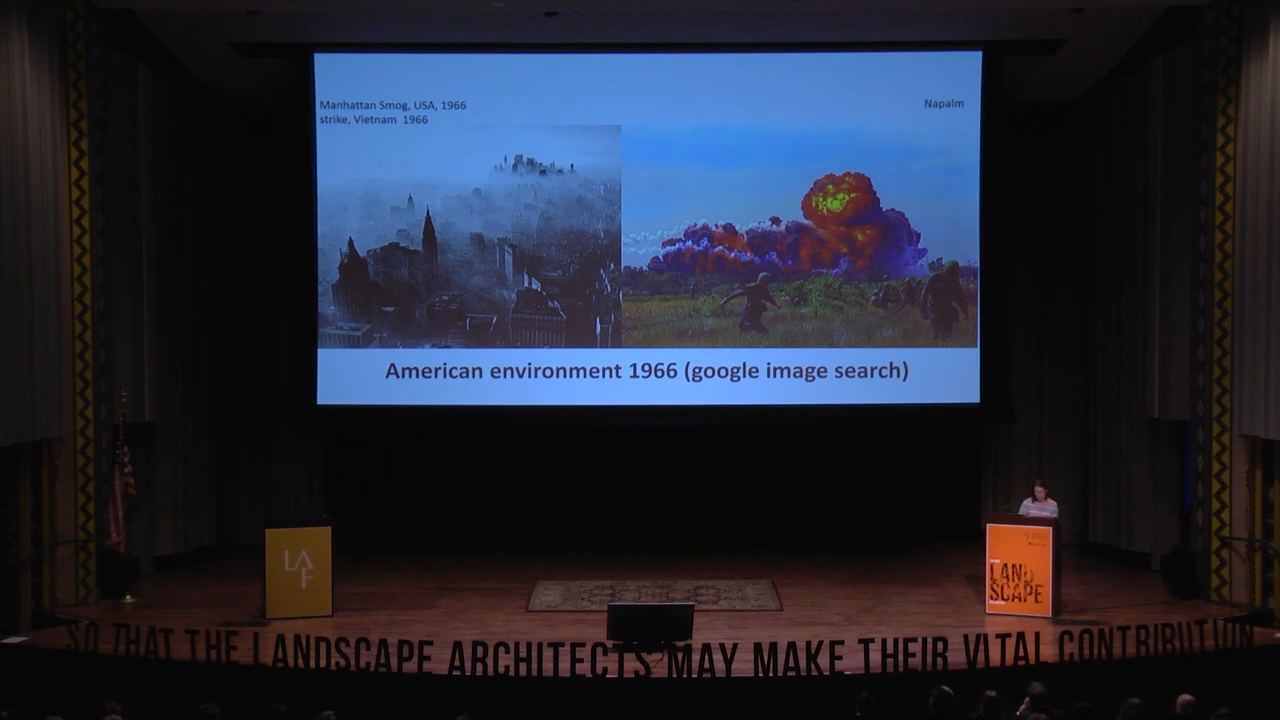 Manhattan Smog, USA, 1966 Napalm
strike, Vietnam 1966
American environment 1966 (google image search)
LA
F
LAND
SCAPE
SO THAT THE LANDSCAPE ARCHITECTS MAY MAKE THEIR VITAL CONTRIBUTION